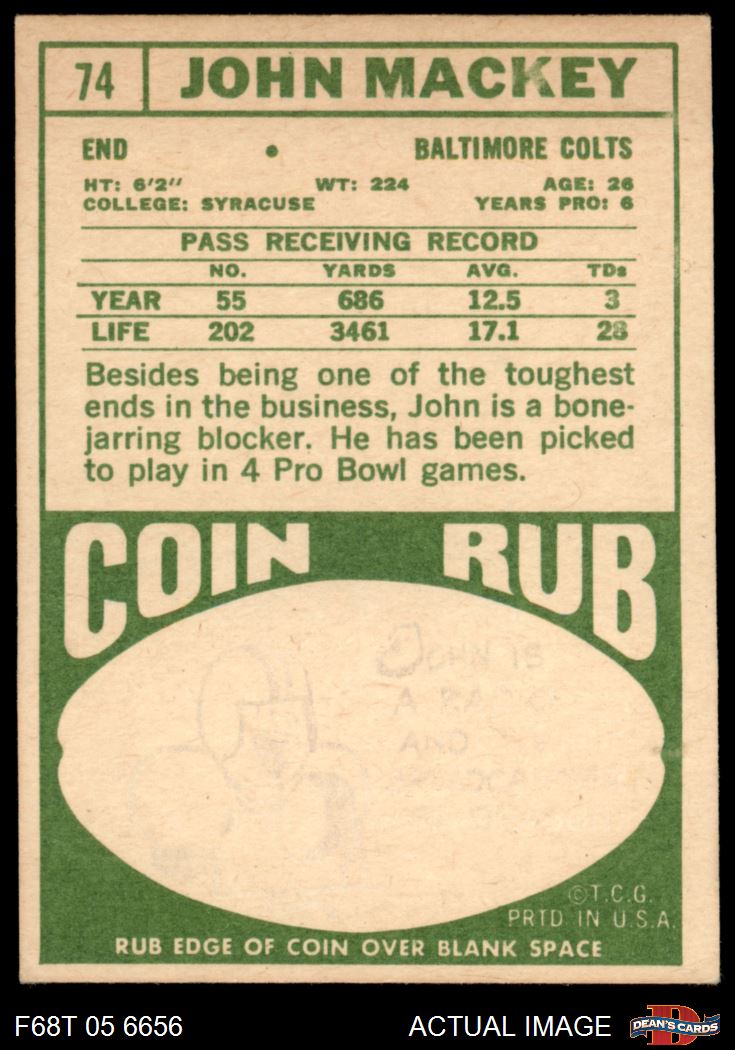 74 JOHN MACKEY
END • BALTIMORE COLTS
HT: 6'2" WT: 224 AGE: 26
COLLEGE: SYRACUSE YEARS PRO: 6
PASS RECEIVING RECORD
NO. YARDS AVG. TDs
YEAR 55 686 12.5 3
LIFE 202 3461 17.1 28
Besides being one of the toughest
ends in the business, John is a bone-
jarring blocker. He has been picked
to play in 4 Pro Bowl games.
COIN RUB
JOHN IS
A
AND
©T.C.G.
PRTD IN U.S.A.
RUB EDGE OF COIN OVER BLANK SPACE
F68T 05 6656 ACTUAL IMAGE DEAN'S CARDS